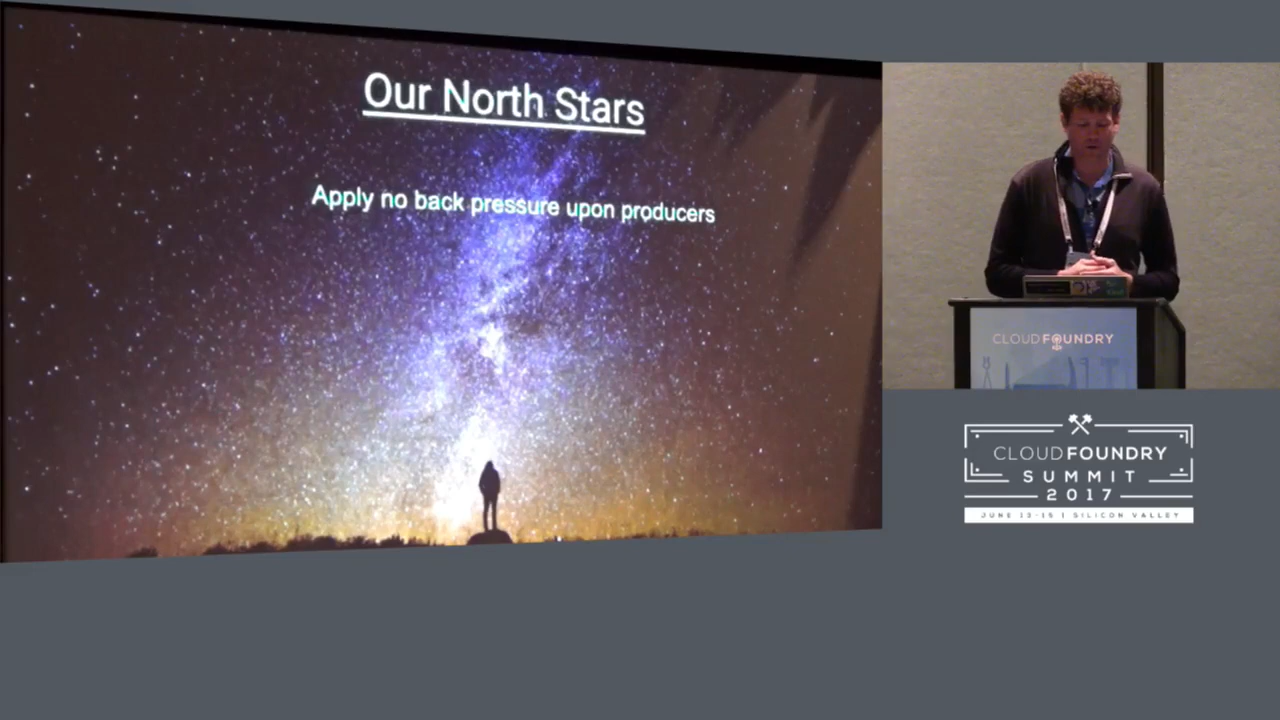 Our North Stars
Apply no back pressure upon producers
CLOUDFOUNDRY
CLOUDFOUNDRY
SUMMIT
2017
JUNE 13-15 | SILICON VALLEY